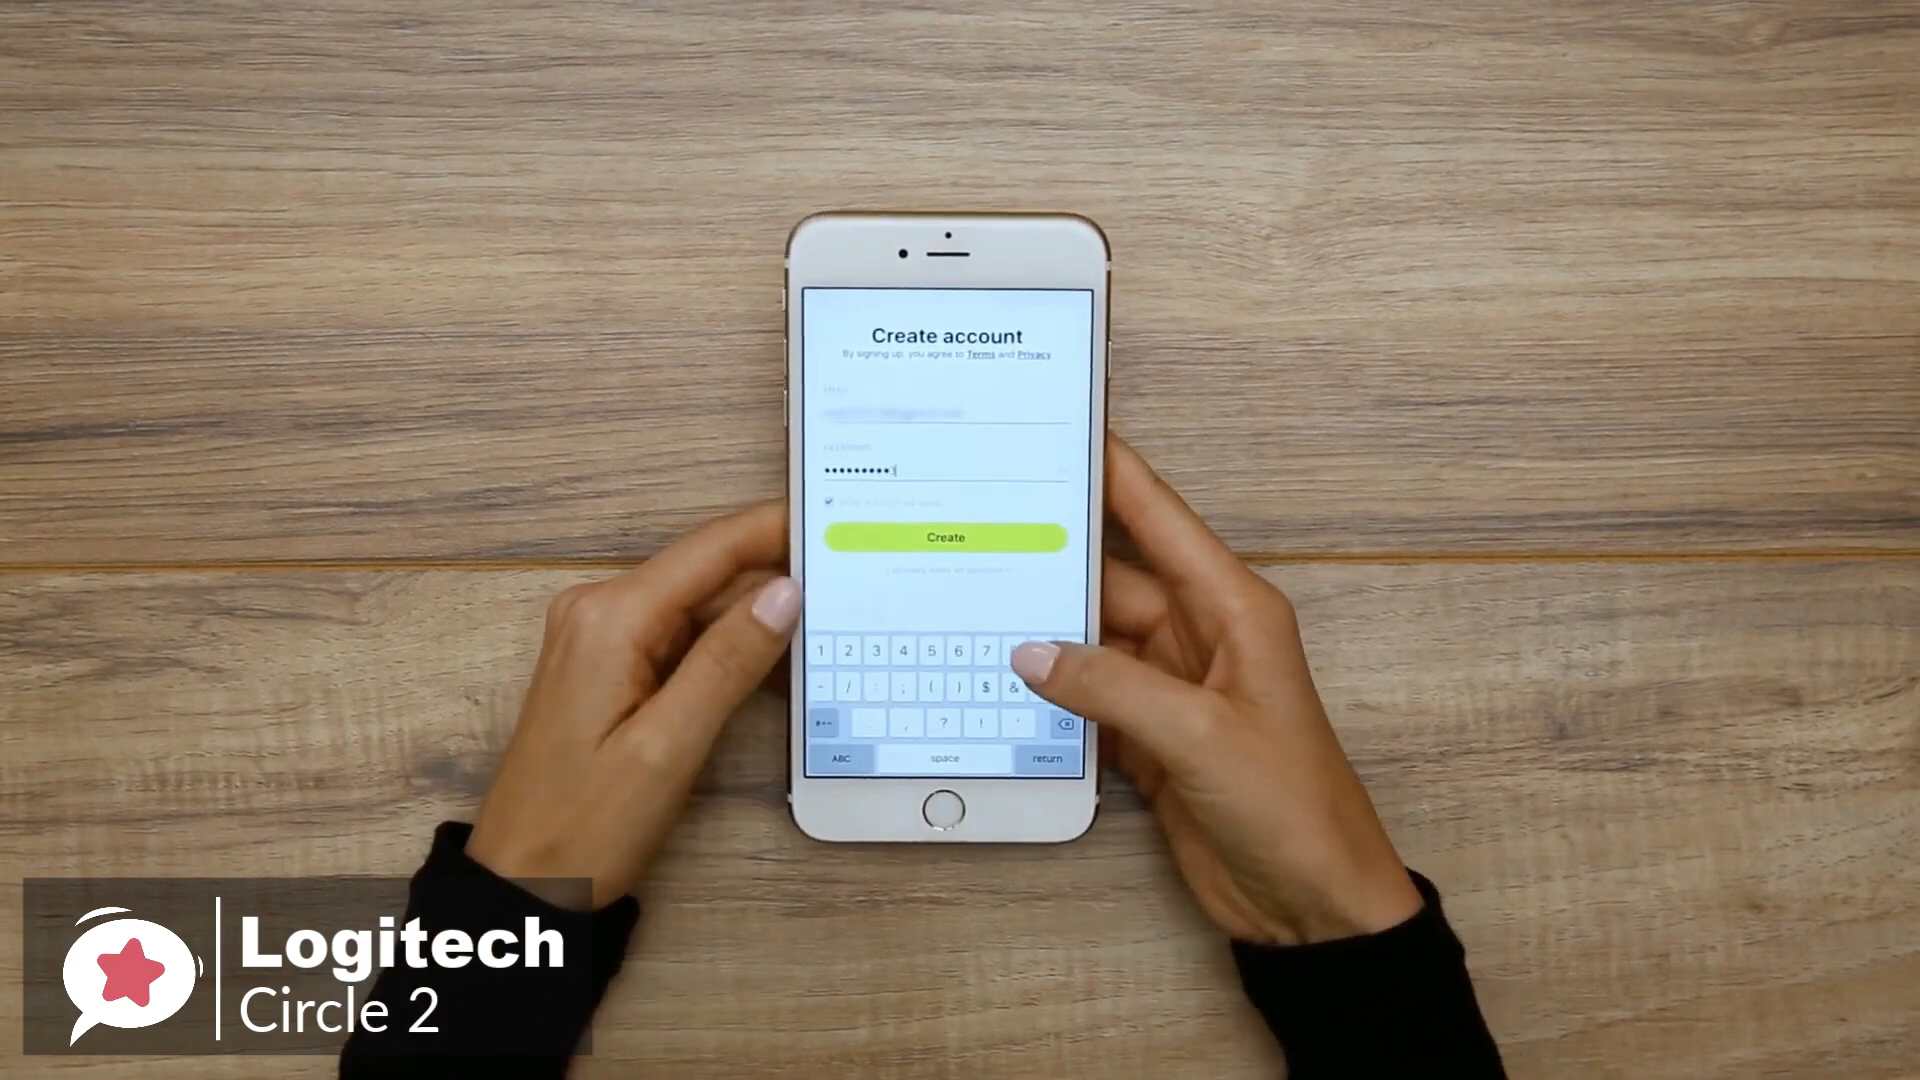 Create account
By signing up, you agree to Terms and Privacy
••••••••••
Create
1 2 3 4 5 6 7
- / : ; ( ) $ &
#+=
. , ? ! '
ABC space return
Logitech
Circle 2